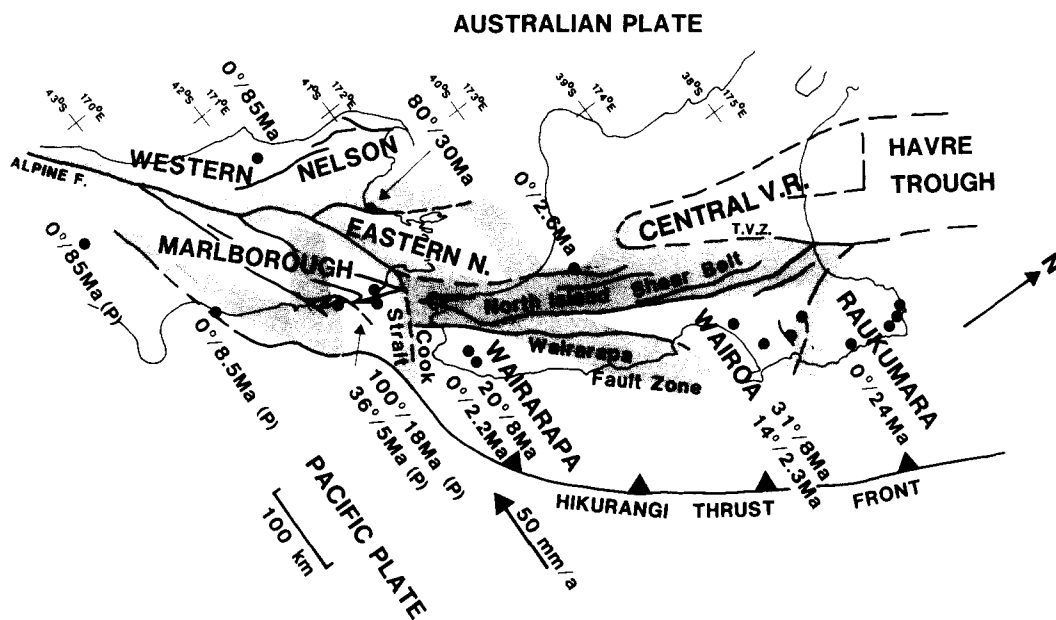 AUSTRALIAN PLATE
43°S
170°E
42°S
171°E
41°S
172°E
40°S
173°E
39°S
174°E
38°S
175°E
0°/85Ma
80°/30Ma
0°/2.6Ma
HAVRE
TROUGH
CENTRAL V.R.
T.V.Z.
WESTERN
NELSON
ALPINE F.
EASTERN N.
MARLBOROUGH
North Island Shear Belt
N
0°/85Ma (P)
0°/8.5Ma (P)
Cook
Strait
Wairarapa
Fault Zone
WAIRARAPA
20°/8Ma
0°/2.2Ma
100°/18Ma (P)
36°/5Ma (P)
WAIROA
31°/8Ma
14°/2.3Ma
RAUKUMARA
0°/24Ma
HIKURANGI THRUST FRONT
PACIFIC PLATE
50 mm/a
100 km